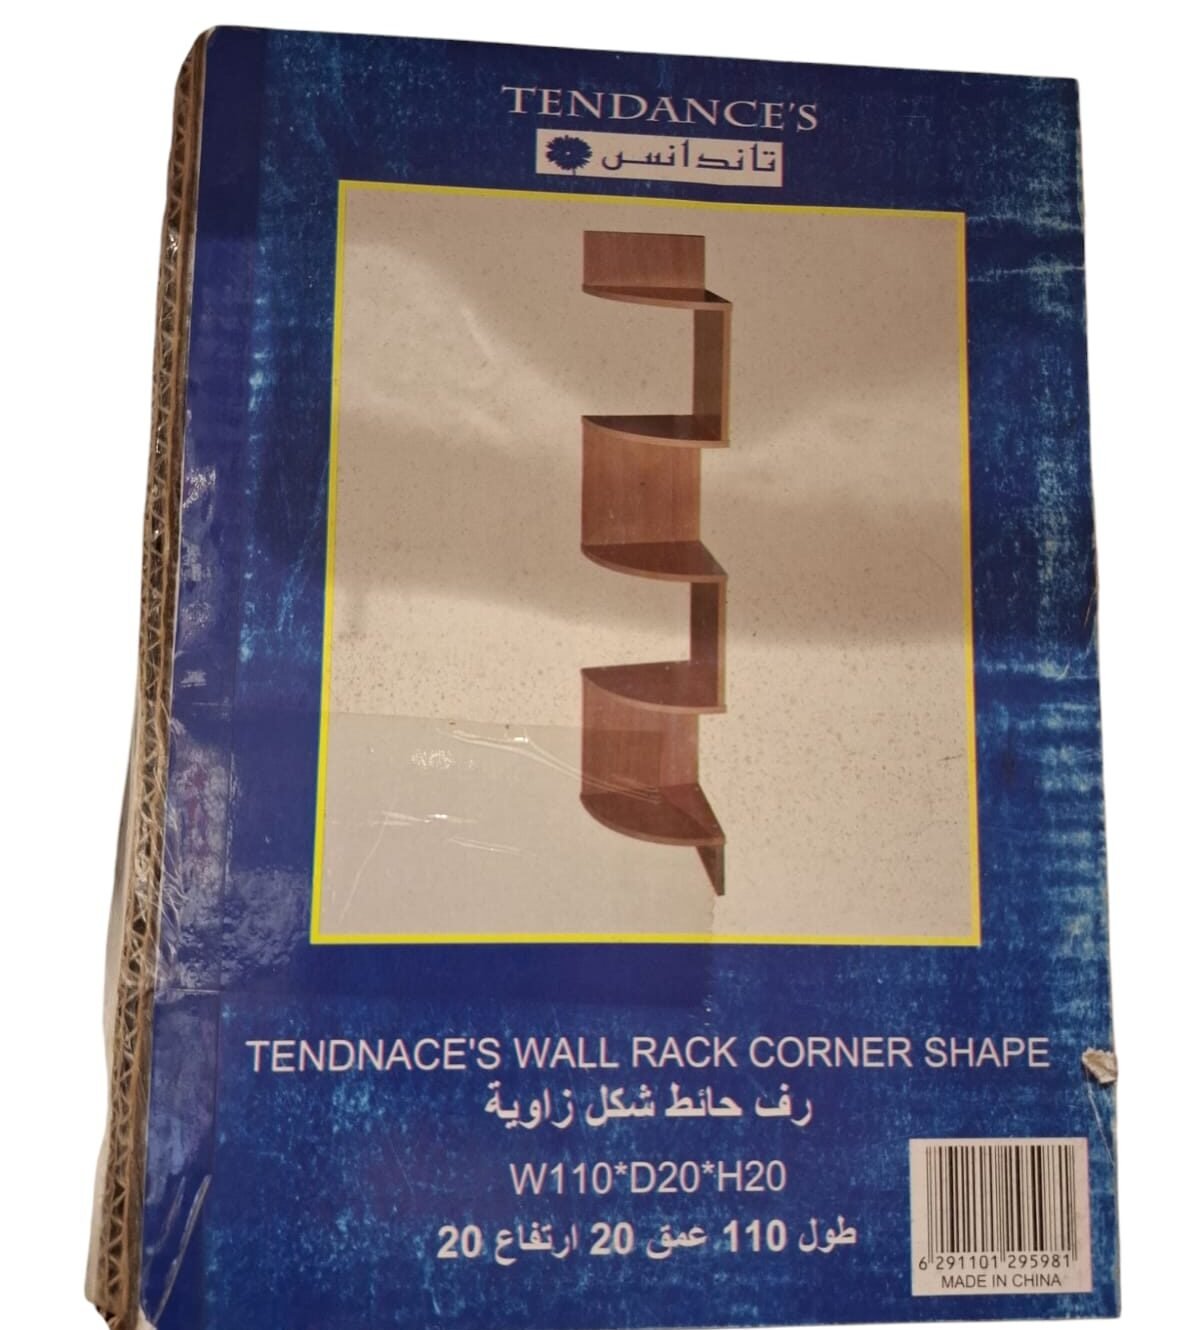 TENDANCE'S
تاندانس
TENDNACE'S WALL RACK CORNER SHAPE
رف حائط شكل زاوية
W110*D20*H20
طول 110 عمق 20 ارتفاع 20
6 291101 295981
MADE IN CHINA